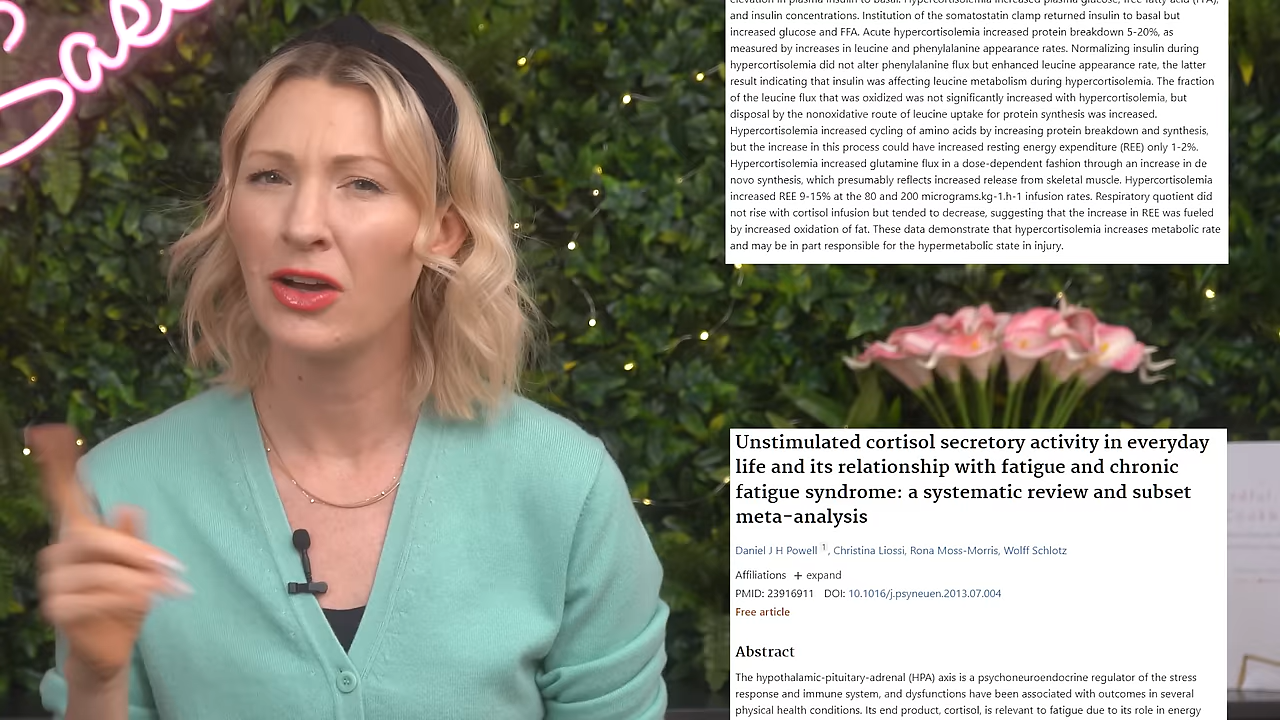 elevation in plasma insulin to basal. Hypercortisolemia increased plasma glucose, free fatty acid (FFA),
and insulin concentrations. Institution of the somatostatin clamp returned insulin to basal but
increased glucose and FFA. Acute hypercortisolemia increased protein breakdown 5-20%, as
measured by increases in leucine and phenylalanine appearance rates. Normalizing insulin during
hypercortisolemia did not alter phenylalanine flux but enhanced leucine appearance rate, the latter
result indicating that insulin was affecting leucine metabolism during hypercortisolemia. The fraction
of the leucine flux that was oxidized was not significantly increased with hypercortisolemia, but
disposal by the nonoxidative route of leucine uptake for protein synthesis was increased.
Hypercortisolemia increased cycling of amino acids by increasing protein breakdown and synthesis,
but the increase in this process could have increased resting energy expenditure (REE) only 1-2%.
Hypercortisolemia increased glutamine flux in a dose-dependent fashion through an increase in de
novo synthesis, which presumably reflects increased release from skeletal muscle. Hypercortisolemia
increased REE 9-15% at the 80 and 200 micrograms.kg-1.h-1 infusion rates. Respiratory quotient did
not rise with cortisol infusion but tended to decrease, suggesting that the increase in REE was fueled
by increased oxidation of fat. These data demonstrate that hypercortisolemia increases metabolic rate
and may be in part responsible for the hypermetabolic state in injury.
Unstimulated cortisol secretory activity in everyday
life and its relationship with fatigue and chronic
fatigue syndrome: a systematic review and subset
meta-analysis
Daniel J H Powell 1, Christina Liossi, Rona Moss-Morris, Wolff Schlotz
Affiliations + expand
PMID: 23916911 DOI: 10.1016/j.psyneuen.2013.07.004
Free article
Abstract
The hypothalamic-pituitary-adrenal (HPA) axis is a psychoneuroendocrine regulator of the stress
response and immune system, and dysfunctions have been associated with outcomes in several
physical health conditions. Its end product, cortisol, is relevant to fatigue due to its role in energy